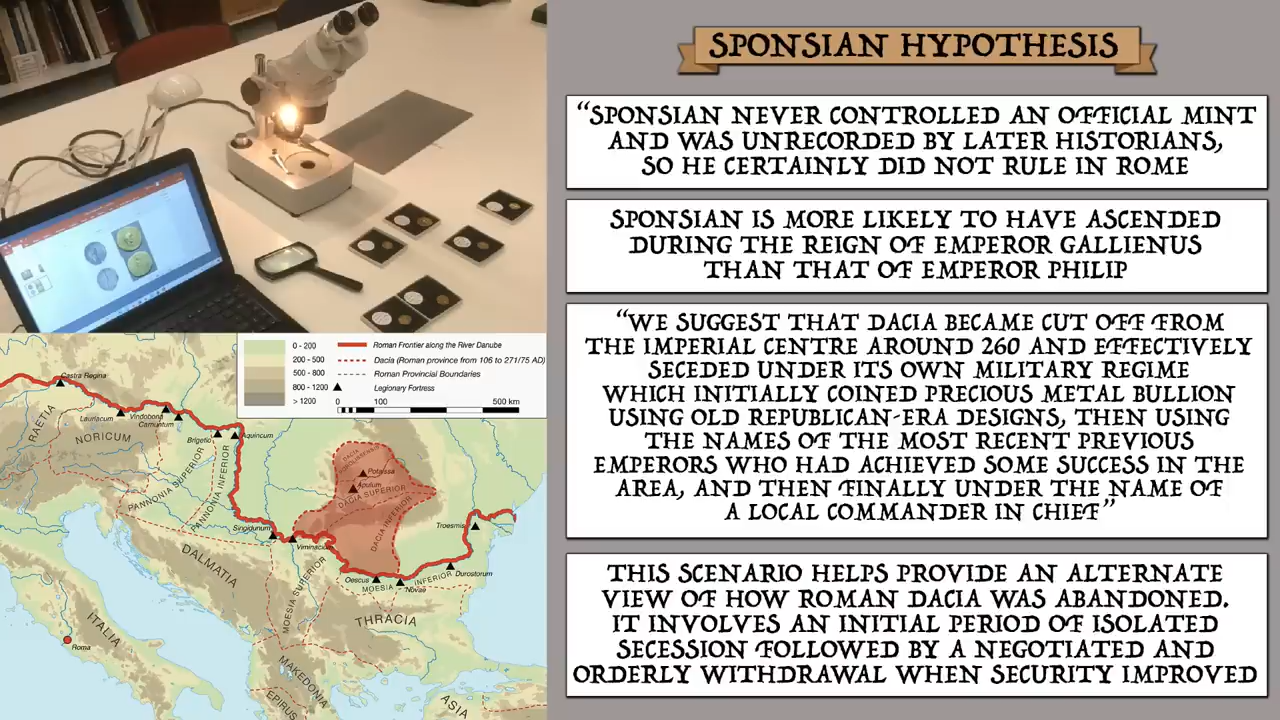 SPONSIAN HYPOTHESIS
“SPONSIAN NEVER CONTROLLED AN OFFICIAL MINT
AND WAS UNRECORDED BY LATER HISTORIANS,
SO HE CERTAINLY DID NOT RULE IN ROME
SPONSIAN IS MORE LIKELY TO HAVE ASCENDED
DURING THE REIGN OF EMPEROR GALLIENUS
THAN THAT OF EMPEROR PHILIP
“WE SUGGEST THAT DACIA BECAME CUT OFF FROM
THE IMPERIAL CENTRE AROUND 260 AND EFFECTIVELY
SECEDED UNDER ITS OWN MILITARY REGIME
WHICH INITIALLY COINED PRECIOUS METAL BULLION
USING OLD REPUBLICAN-ERA DESIGNS, THEN USING
THE NAMES OF THE MOST RECENT PREVIOUS
EMPERORS WHO HAD ACHIEVED SOME SUCCESS IN THE
AREA, AND THEN FINALLY UNDER THE NAME OF
A LOCAL COMMANDER IN CHIEF”
THIS SCENARIO HELPS PROVIDE AN ALTERNATE
VIEW OF HOW ROMAN DACIA WAS ABANDONED.
IT INVOLVES AN INITIAL PERIOD OF ISOLATED
SECESSION FOLLOWED BY A NEGOTIATED AND
ORDERLY WITHDRAWAL WHEN SECURITY IMPROVED
0 - 200
200 - 500
500 - 800
800 - 1200
> 1200
Roman Frontier along the River Danube
Dacia (Roman province from 106 to 271/75 AD)
Roman Provincial Boundaries
Legionary Fortress
0 100 500 km
Castra Regina
RAETIA
Lauriacum
Vindobona
Carnuntum
NORICUM
Brigetio
Aquincum
PANNONIA SUPERIOR
PANNONIA INFERIOR
DACIA
Potaissa
Apulum
DACIA SUPERIOR
DACIA INFERIOR
Singidunum
Viminacium
Troesmis
DALMATIA
MOESIA SUPERIOR
Oescus
MOESIA INFERIOR
Novae
Durostorum
ITALIA
Roma
THRACIA
MAKEDONIA
EPIRUS
ASIA